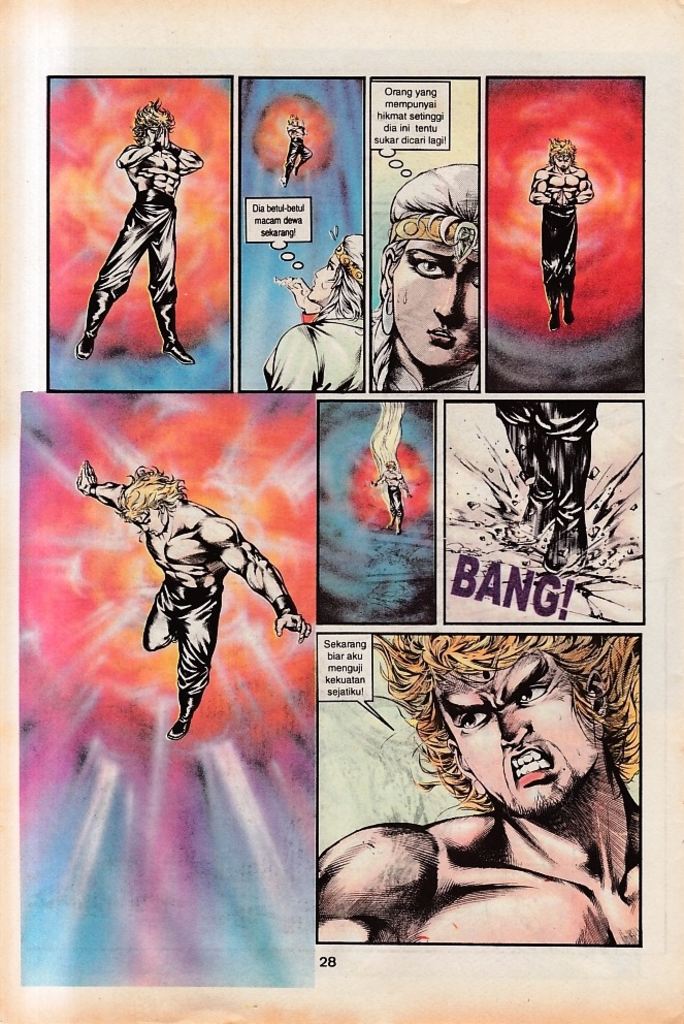 Dia betul-betul
macam dewa
sekarang!
Orang yang
mempunyai
hikmat setinggi
dia ini tentu
sukar dicari lagi!
BANG!
Sekarang
biar aku
menguji
kekuatan
sejatiku!
28